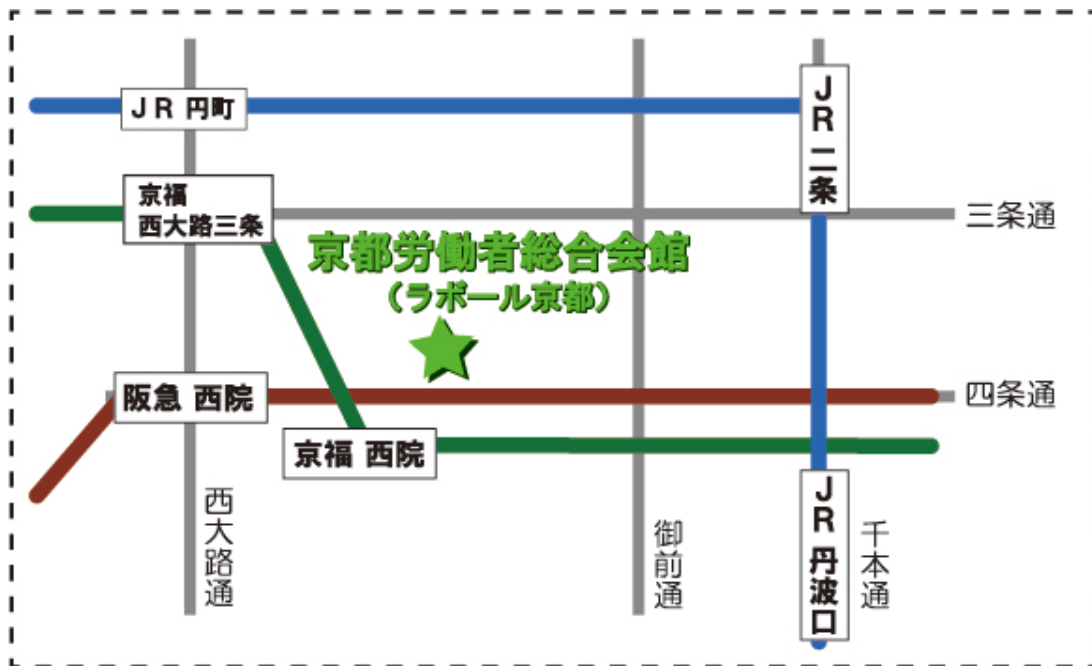 JR 円町
JR 二条
京福
西大路三条
三条通
京都労働者総合会館
（ラボール京都）
阪急 西院
四条通
京福 西院
西大路通
御前通
JR 丹波口
千本通